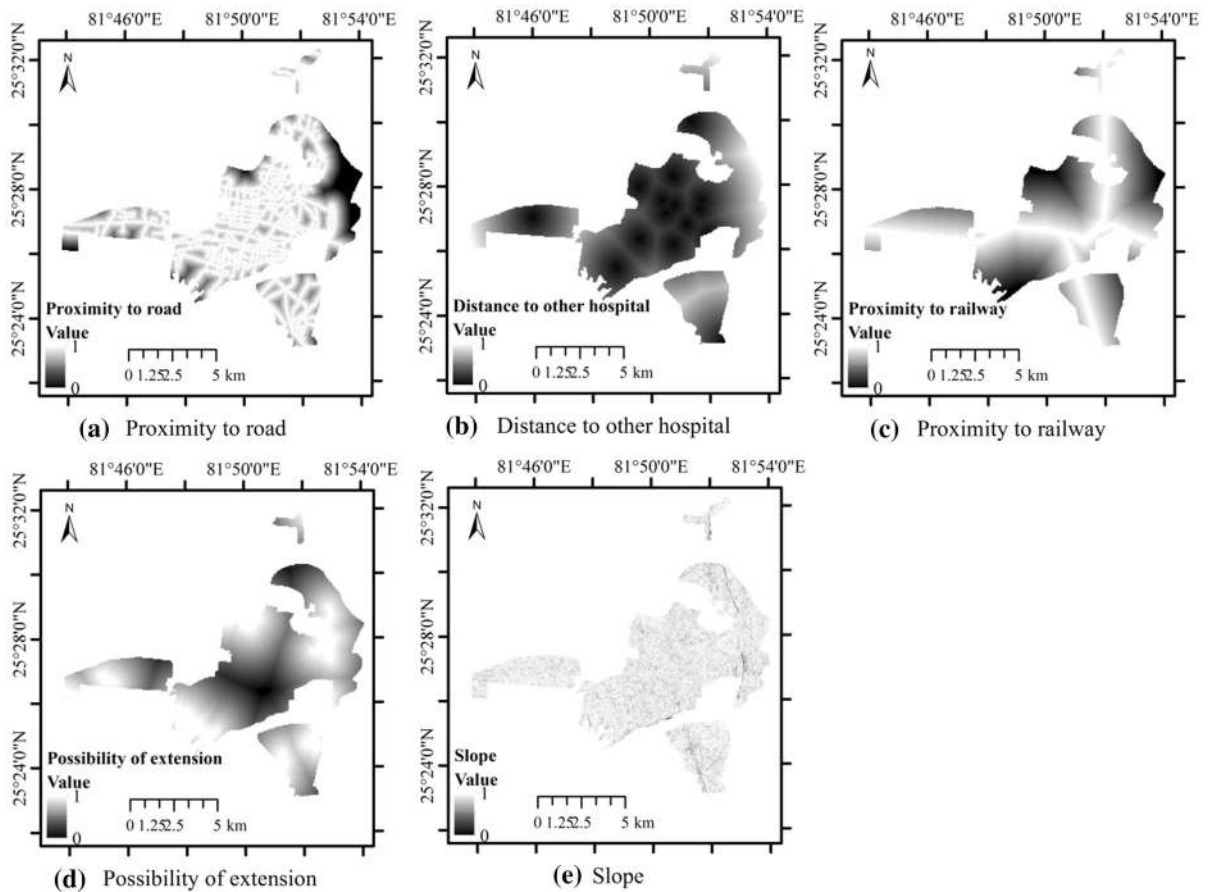 81°46'0"E 81°50'0"E 81°54'0"E
25°32'0"N
25°28'0"N
25°24'0"N
N
Proximity to road
Value
1
0
0 1.25 2.5 5 km
(a) Proximity to road
81°46'0"E 81°50'0"E 81°54'0"E
25°32'0"N
25°28'0"N
25°24'0"N
N
Distance to other hospital
Value
1
0
0 1.25 2.5 5 km
(b) Distance to other hospital
81°46'0"E 81°50'0"E 81°54'0"E
25°32'0"N
25°28'0"N
25°24'0"N
N
Proximity to railway
Value
1
0
0 1.25 2.5 5 km
(c) Proximity to railway
81°46'0"E 81°50'0"E 81°54'0"E
25°32'0"N
25°28'0"N
25°24'0"N
N
Possibility of extension
Value
1
0
0 1.25 2.5 5 km
(d) Possibility of extension
81°46'0"E 81°50'0"E 81°54'0"E
25°32'0"N
25°28'0"N
25°24'0"N
N
Slope
Value
1
0
0 1.25 2.5 5 km
(e) Slope